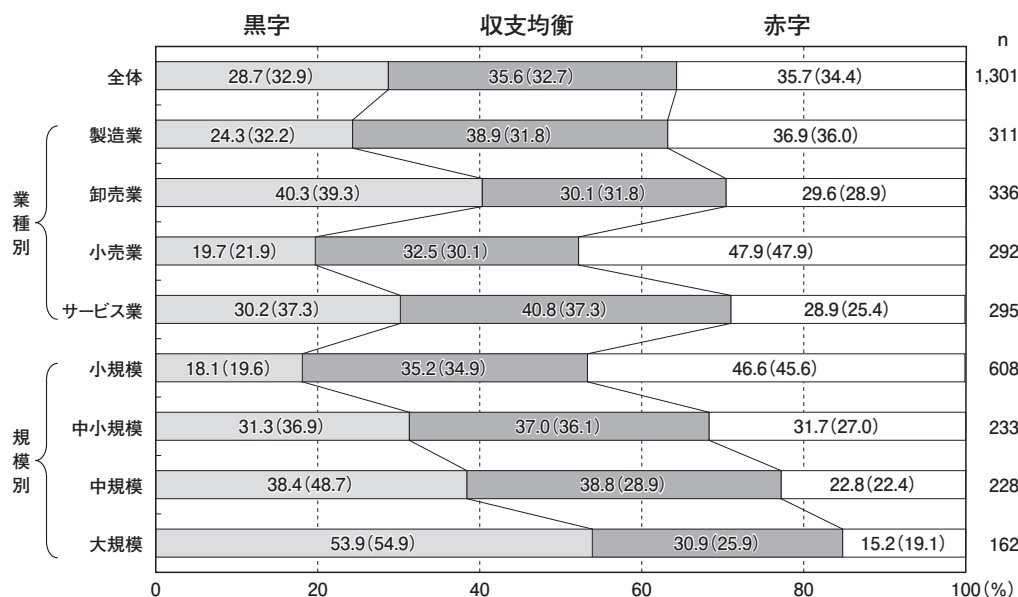 黒字 収支均衡 赤字
n
全体 28.7(32.9) 35.6(32.7) 35.7(34.4) 1,301
業種別
製造業 24.3(32.2) 38.9(31.8) 36.9(36.0) 311
卸売業 40.3(39.3) 30.1(31.8) 29.6(28.9) 336
小売業 19.7(21.9) 32.5(30.1) 47.9(47.9) 292
サービス業 30.2(37.3) 40.8(37.3) 28.9(25.4) 295
規模別
小規模 18.1(19.6) 35.2(34.9) 46.6(45.6) 608
中小規模 31.3(36.9) 37.0(36.1) 31.7(27.0) 233
中規模 38.4(48.7) 38.8(28.9) 22.8(22.4) 228
大規模 53.9(54.9) 30.9(25.9) 15.2(19.1) 162
0 20 40 60 80 100(%)